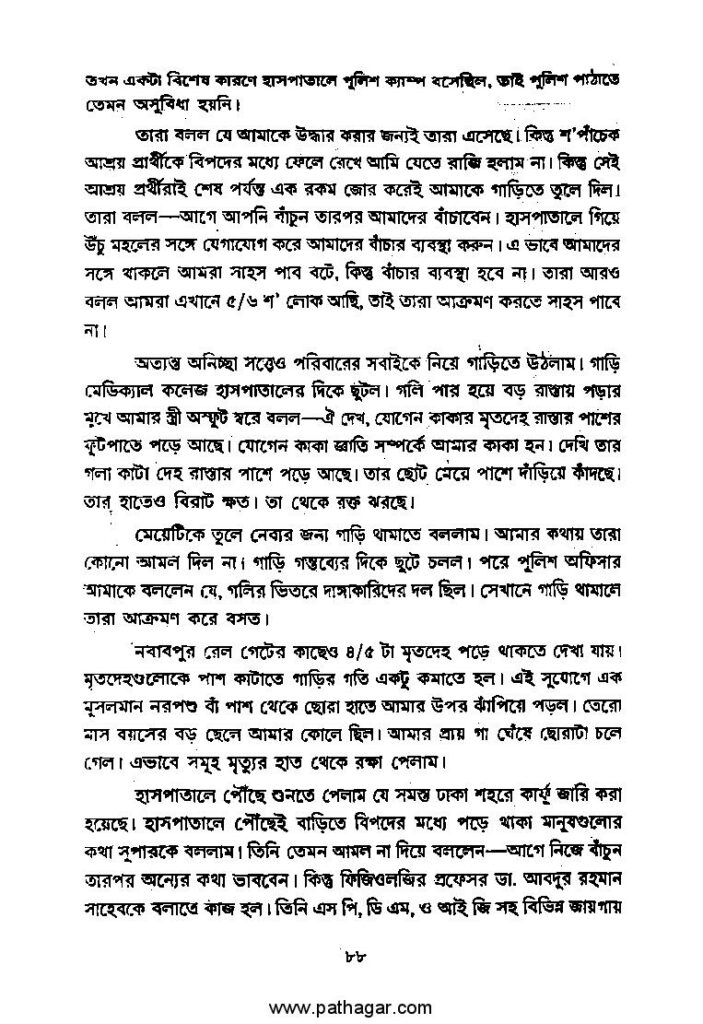 তখন একটা বিশেষ কারণে হাসপাতালে পুলিশ ক্যাম্প বসেছিল, তাই পুলিশ পাঠাতে
তেমন অসুবিধা হয়নি।
তারা বলল যে আমাকে উদ্ধার করার জন্যই তারা এসেছে। কিন্তু শ'পাঁচেক
আশ্রয় প্রার্থীকে বিপদের মধ্যে ফেলে রেখে আমি যেতে রাজি হলাম না। কিন্তু সেই
আশ্রয় প্রর্থীরাই শেষ পর্যন্ত এক রকম জোর করেই আমাকে গাড়িতে তুলে দিল।
তারা বলল—আগে আপনি বাঁচুন তারপর আমাদের বাঁচাবেন। হাসপাতালে গিয়ে
উঁচু মহলের সঙ্গে যোগাযোগ করে আমাদের বাঁচার ব্যবস্থা করুন। এ ভাবে আমাদের
সঙ্গে থাকলে আমরা সাহস পাব বটে, কিন্তু বাঁচার ব্যবস্থা হবে না। তারা আরও
বলল আমরা এখানে ৫/৬ শ' লোক আছি, তাই তারা আক্রমণ করতে সাহস পাবে
না।
অত্যন্ত অনিচ্ছা সত্ত্বেও পরিবারের সবাইকে নিয়ে গাড়িতে উঠলাম। গাড়ি
মেডিক্যাল কলেজ হাসপাতালের দিকে ছুটল। গলি পার হয়ে বড় রাস্তায় পড়ার
মুখে আমার স্ত্রী অস্ফুট স্বরে বলল—ঐ দেখ, যোগেন কাকার মৃতদেহ রাস্তার পাশের
ফুটপাতে পড়ে আছে। যোগেন কাকা জ্ঞাতি সম্পর্কে আমার কাকা হন। দেখি তার
গলা কাটা দেহ রাস্তার পাশে পড়ে আছে। তার ছোট মেয়ে পাশে দাঁড়িয়ে কাঁদছে।
তার হাতেও বিরাট ক্ষত। তা থেকে রক্ত ঝরছে।
মেয়েটিকে তুলে নেবার জন্য গাড়ি থামাতে বললাম। আমার কথায় তারা
কোনো আমল দিল না। গাড়ি গন্তব্যের দিকে ছুটে চলল। পরে পুলিশ অফিসার
আমাকে বললেন যে, গলির ভিতরে দাঙ্গাকারিদের দল ছিল। সেখানে গাড়ি থামালে
তারা আক্রমণ করে বসত।
নবাবপুর রেল গেটের কাছেও ৪/৫ টা মৃতদেহ পড়ে থাকতে দেখা যায়।
মৃতদেহগুলোকে পাশ কাটাতে গাড়ির গতি একটু কমাতে হল। এই সুযোগে এক
মুসলমান নরপশু বাঁ পাশ থেকে ছোরা হাতে আমার উপর ঝাঁপিয়ে পড়ল। তেরো
মাস বয়সের বড় ছেলে আমার কোলে ছিল। আমার প্রায় গা ঘেঁষে ছোরাটা চলে
গেল। এভাবে সমূহ মৃত্যুর হাত থেকে রক্ষা পেলাম।
হাসপাতালে পৌঁছে শুনতে পেলাম যে সমস্ত ঢাকা শহরে কার্ফু জারি করা
হয়েছে। হাসপাতালে পৌঁছেই বাড়িতে বিপদের মধ্যে পড়ে থাকা মানুষগুলোর
কথা সুপারকে বললাম। তিনি তেমন আমল না দিয়ে বললেন—আগে নিজে বাঁচুন
তারপর অন্যের কথা ভাববেন। কিন্তু ফিজিওলজির প্রফেসর ডা. আবদুর রহমান
সাহেবকে বলাতে কাজ হল। তিনি এস পি, ডি এম, ও আই জি সহ বিভিন্ন জায়গায়
৮৮
www.pathagar.com